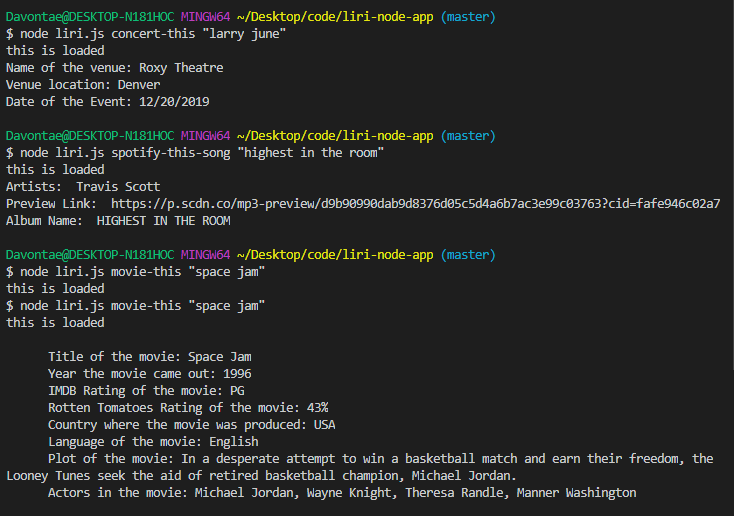 Davontae@DESKTOP-N181HOC MINGW64 ~/Desktop/code/liri-node-app (master)
$ node liri.js concert-this "larry june"
this is loaded
Name of the venue: Roxy Theatre
Venue location: Denver
Date of the Event: 12/20/2019
Davontae@DESKTOP-N181HOC MINGW64 ~/Desktop/code/liri-node-app (master)
$ node liri.js spotify-this-song "highest in the room"
this is loaded
Artists:  Travis Scott
Preview Link:  https://p.scdn.co/mp3-preview/d9b90990dab9d8376d05c5d4a6b7ac3e99c03763?cid=fafe946c02a7
Album Name:  HIGHEST IN THE ROOM
Davontae@DESKTOP-N181HOC MINGW64 ~/Desktop/code/liri-node-app (master)
$ node liri.js movie-this "space jam"
this is loaded
$ node liri.js movie-this "space jam"
this is loaded
Title of the movie: Space Jam
Year the movie came out: 1996
IMDB Rating of the movie: PG
Rotten Tomatoes Rating of the movie: 43%
Country where the movie was produced: USA
Language of the movie: English
Plot of the movie: In a desperate attempt to win a basketball match and earn their freedom, the
Looney Tunes seek the aid of retired basketball champion, Michael Jordan.
Actors in the movie: Michael Jordan, Wayne Knight, Theresa Randle, Manner Washington